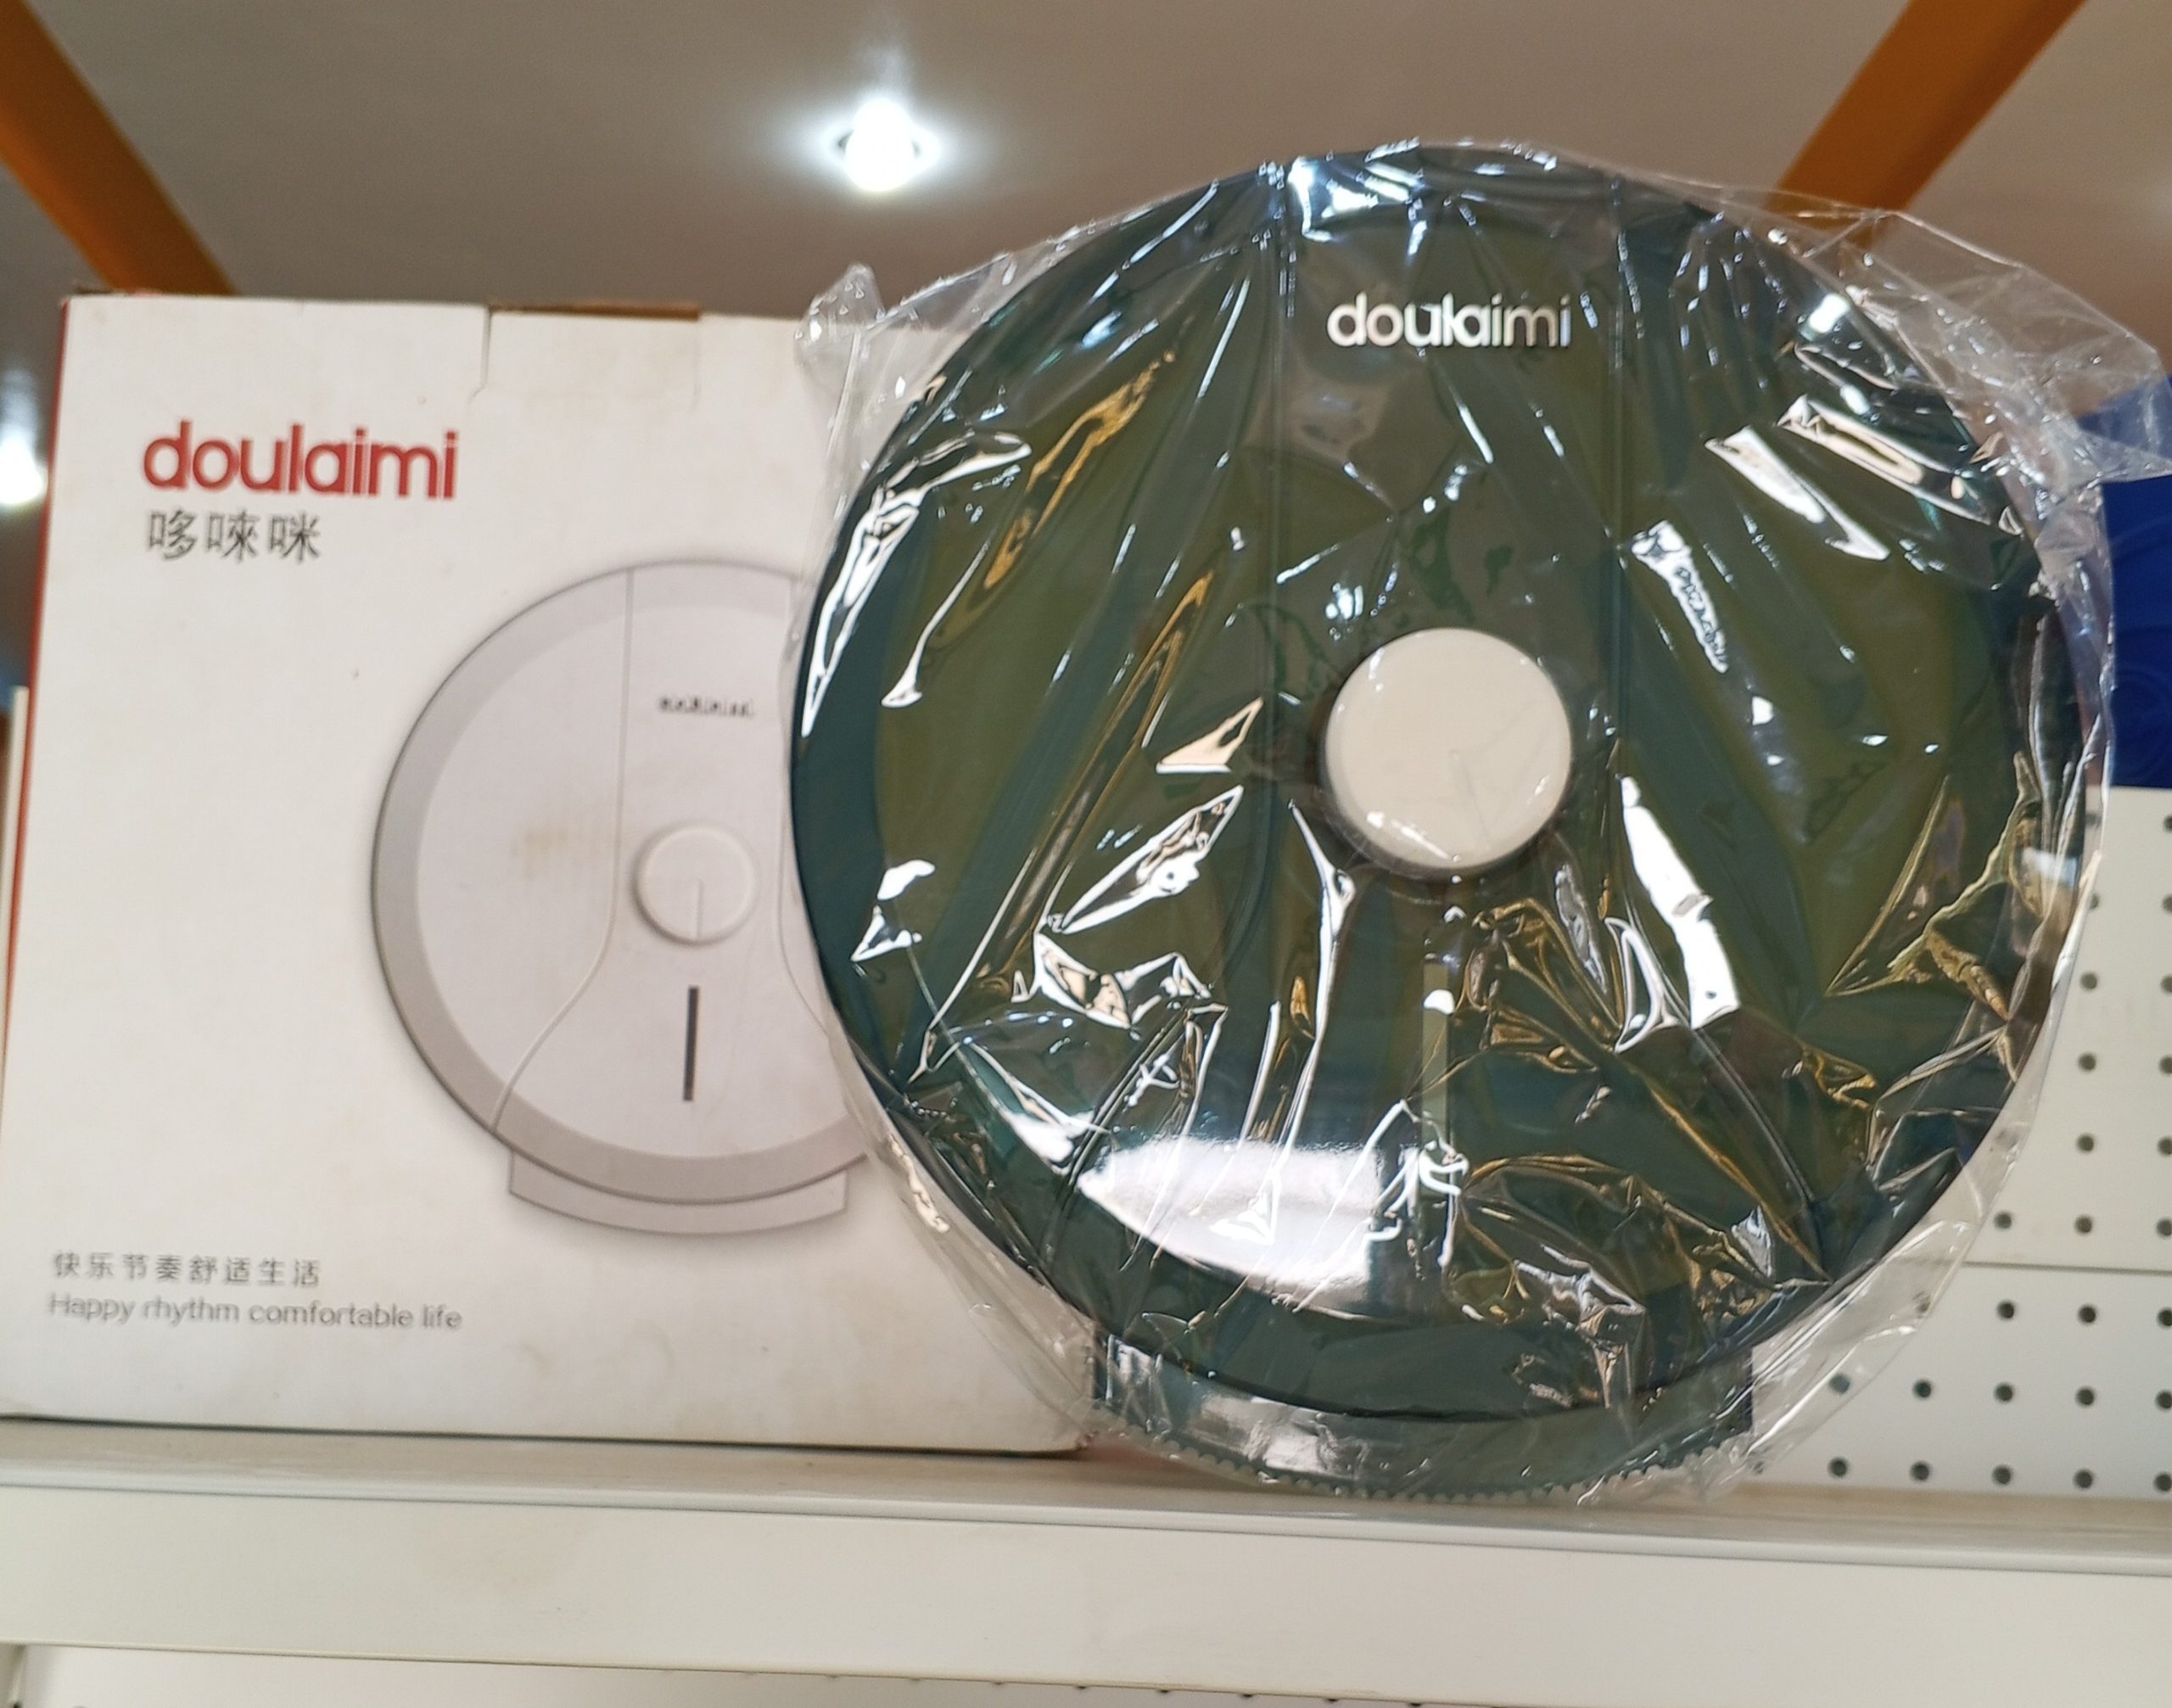 doulaimi
哆唻咪
快乐节奏舒适生活
Happy rhythm comfortable life
doulaimi